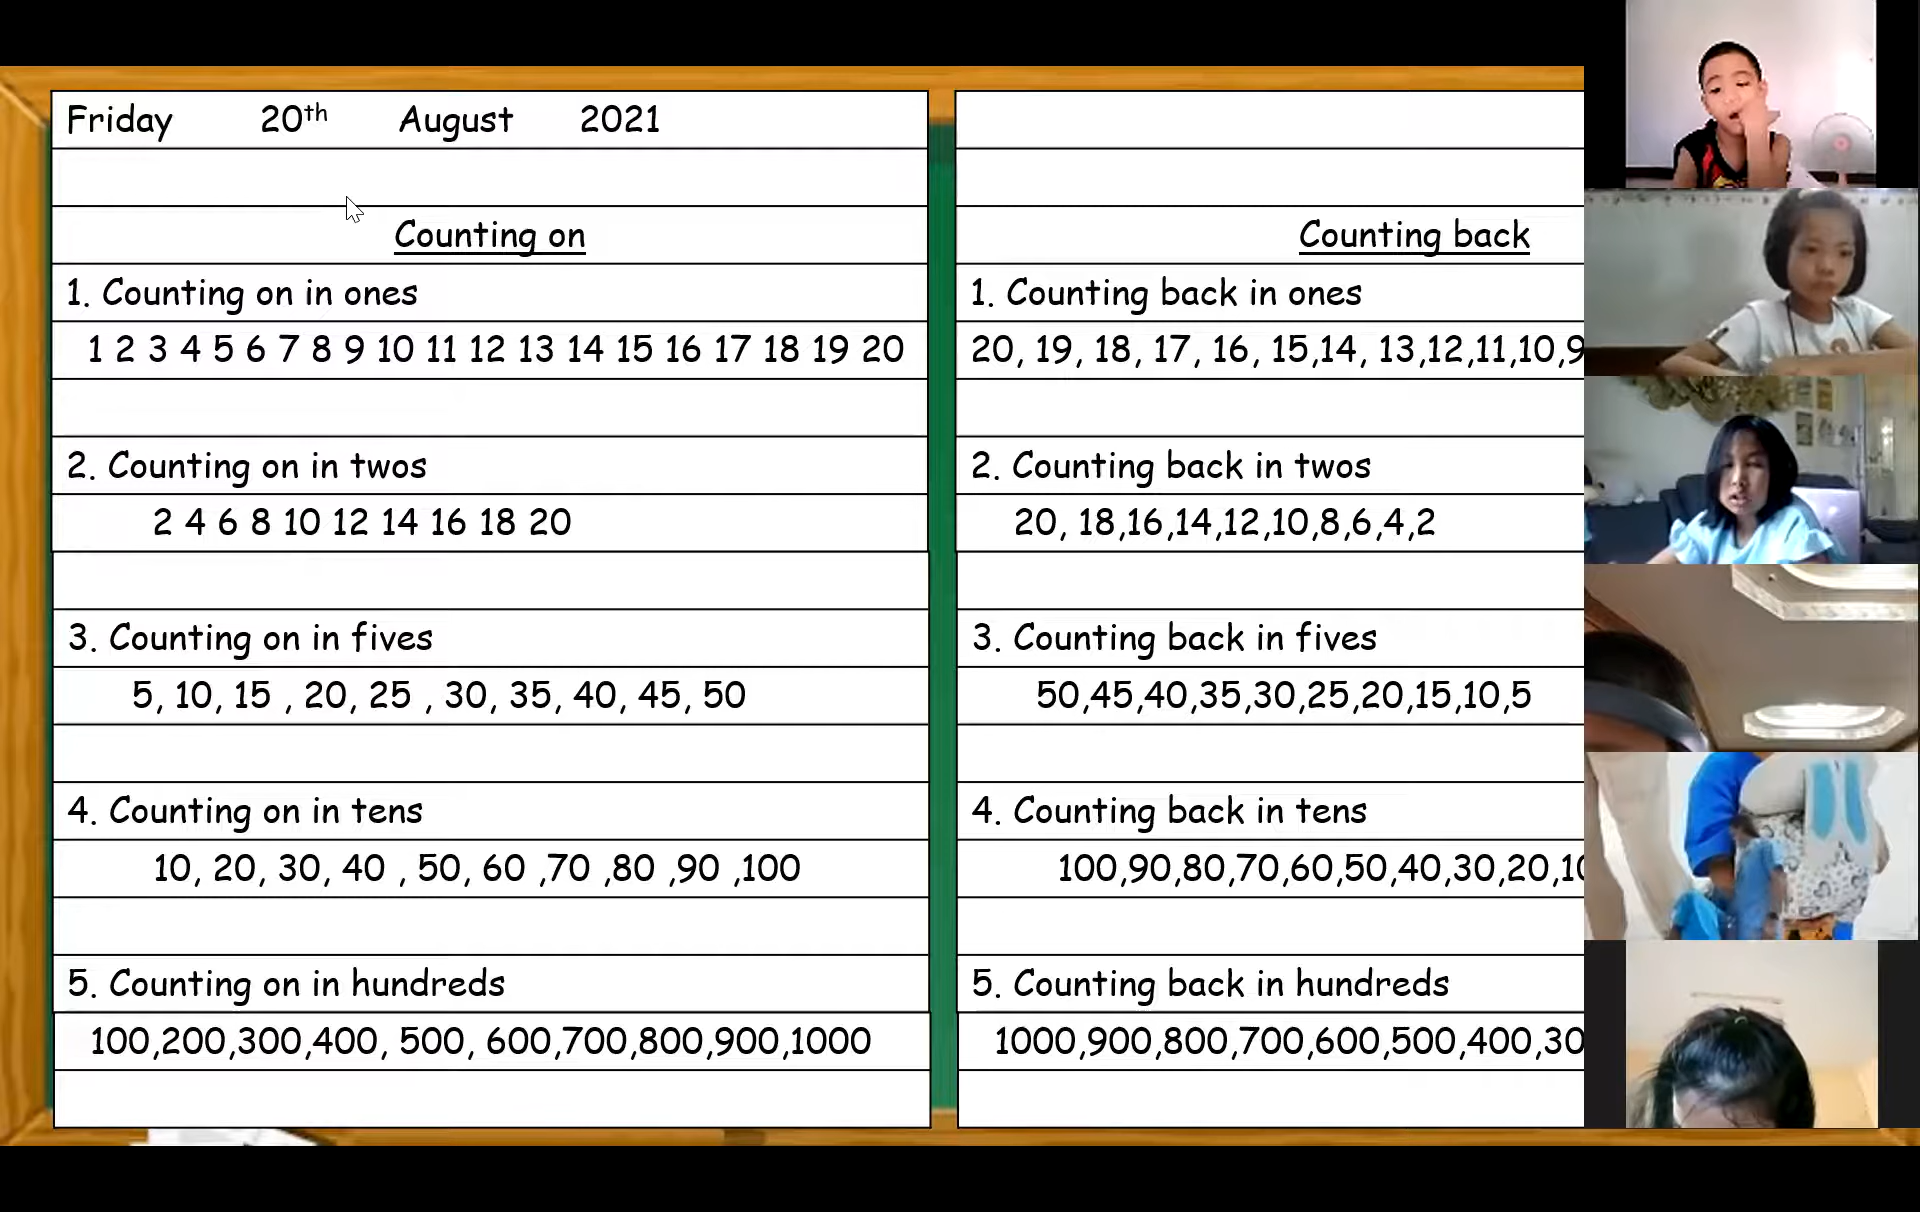 Friday 20th August 2021
Counting on
1. Counting on in ones
1 2 3 4 5 6 7 8 9 10 11 12 13 14 15 16 17 18 19 20
2. Counting on in twos
2 4 6 8 10 12 14 16 18 20
3. Counting on in fives
5, 10, 15 , 20, 25 , 30, 35, 40, 45, 50
4. Counting on in tens
10, 20, 30, 40 , 50, 60 ,70 ,80 ,90 ,100
5. Counting on in hundreds
100,200,300,400, 500, 600,700,800,900,1000
Counting back
1. Counting back in ones
20, 19, 18, 17, 16, 15,14, 13,12,11,10,9
2. Counting back in twos
20, 18,16,14,12,10,8,6,4,2
3. Counting back in fives
50,45,40,35,30,25,20,15,10,5
4. Counting back in tens
100,90,80,70,60,50,40,30,20,10
5. Counting back in hundreds
1000,900,800,700,600,500,400,30